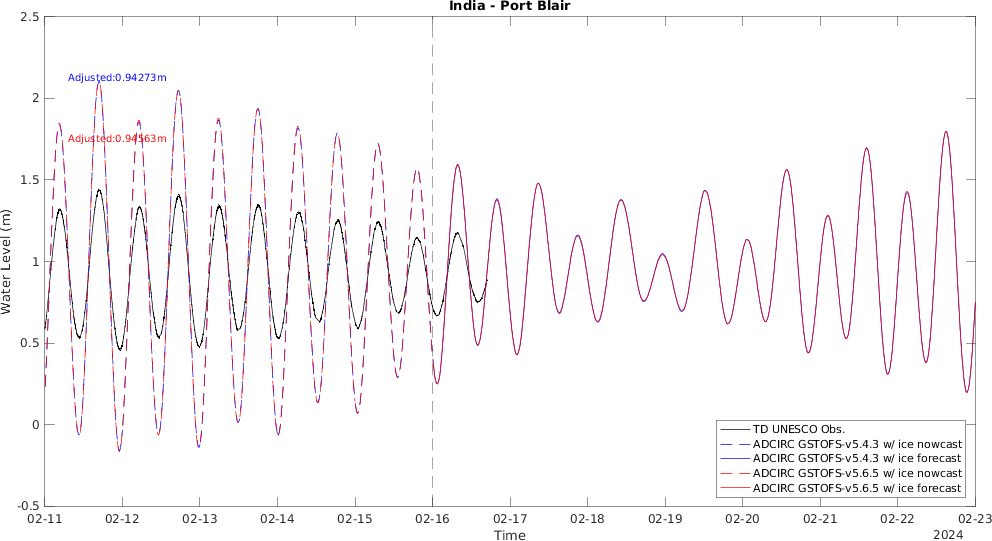 India - Port Blair
2.5
2
1.5
1
0.5
0
-0.5
Water Level (m)
Adjusted:0.94273m
Adjusted:0.94563m
TD UNESCO Obs.
ADCIRC GSTOFS-v5.4.3 w/ ice nowcast
ADCIRC GSTOFS-v5.4.3 w/ ice forecast
ADCIRC GSTOFS-v5.6.5 w/ ice nowcast
ADCIRC GSTOFS-v5.6.5 w/ ice forecast
02-11 02-12 02-13 02-14 02-15 02-16 02-17 02-18 02-19 02-20 02-21 02-22 02-23
Time
2024